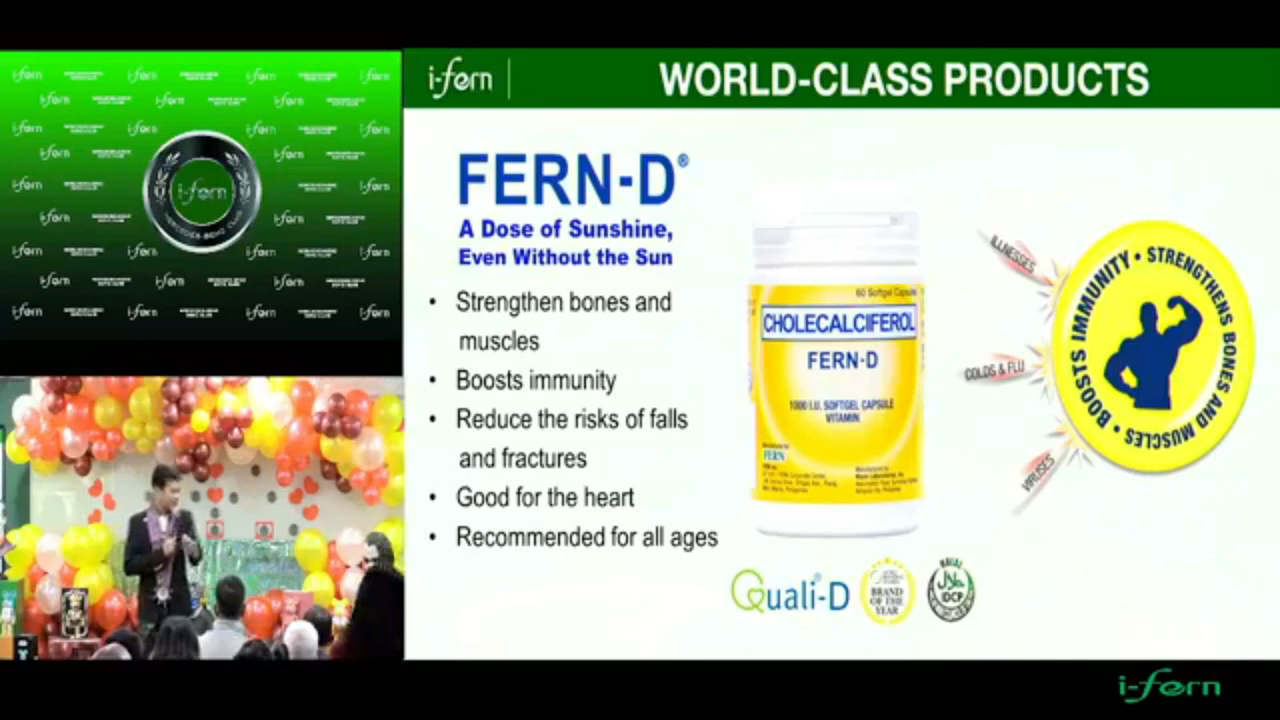 i-fern
WORLD-CLASS PRODUCTS
FERN-D®
A Dose of Sunshine,
Even Without the Sun
• Strengthen bones and
muscles
• Boosts immunity
• Reduce the risks of falls
and fractures
• Good for the heart
• Recommended for all ages
60 Softgel Capsules
CHOLECALCIFEROL
FERN-D
1000 I.U. SOFTGEL CAPSULE
VITAMIN
FERN
ILLNESSES
COLDS & FLU
VIRUSES
• BOOSTS IMMUNITY • STRENGTHENS BONES AND MUSCLES
Quali®-D
BRAND
OF THE
YEAR
HALAL
IDCP
i-fern
i-fern